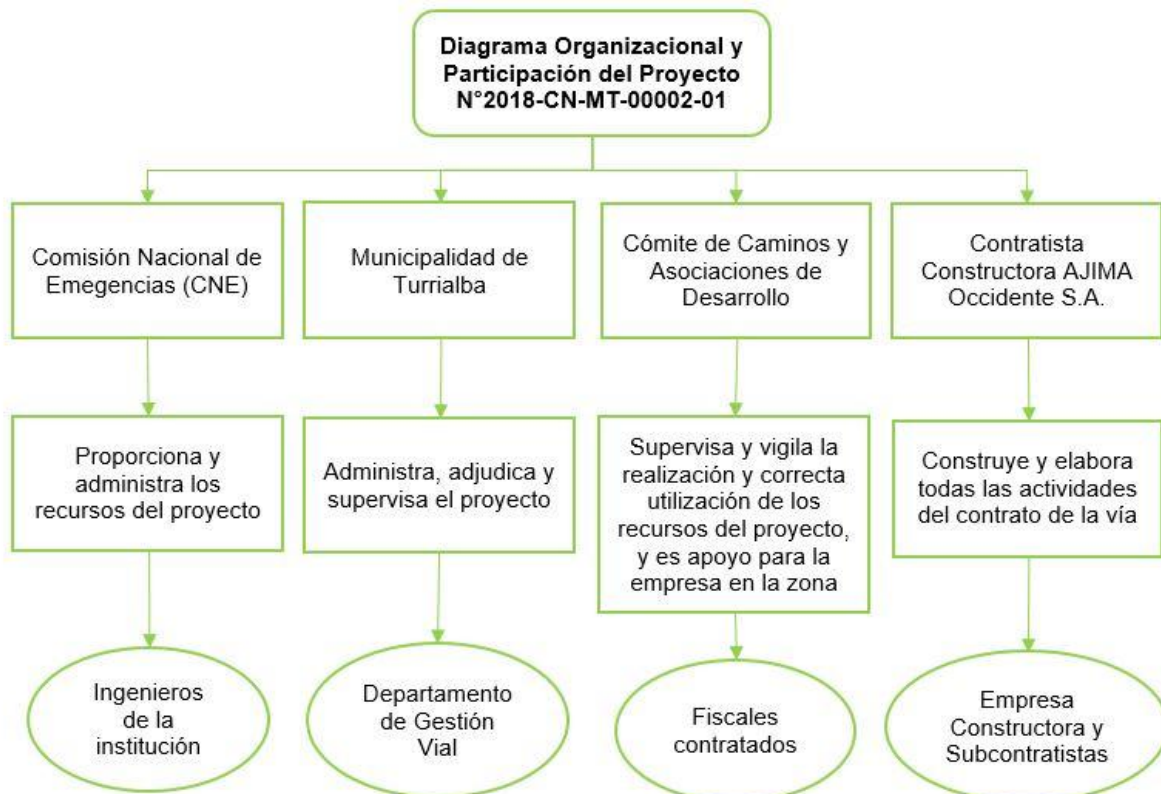 Diagrama Organizacional y
Participación del Proyecto
N°2018-CN-MT-00002-01
Comisión Nacional de
Emegencias (CNE)
Municipalidad de
Turrialba
Cómite de Caminos y
Asociaciones de
Desarrollo
Contratista
Constructora AJIMA
Occidente S.A.
Proporciona y
administra los
recursos del proyecto
Administra, adjudica y
supervisa el proyecto
Supervisa y vigila la
realización y correcta
utilización de los
recursos del proyecto,
y es apoyo para la
empresa en la zona
Construye y elabora
todas las actividades
del contrato de la vía
Ingenieros
de la
institución
Departamento
de Gestión
Vial
Fiscales
contratados
Empresa
Constructora y
Subcontratistas